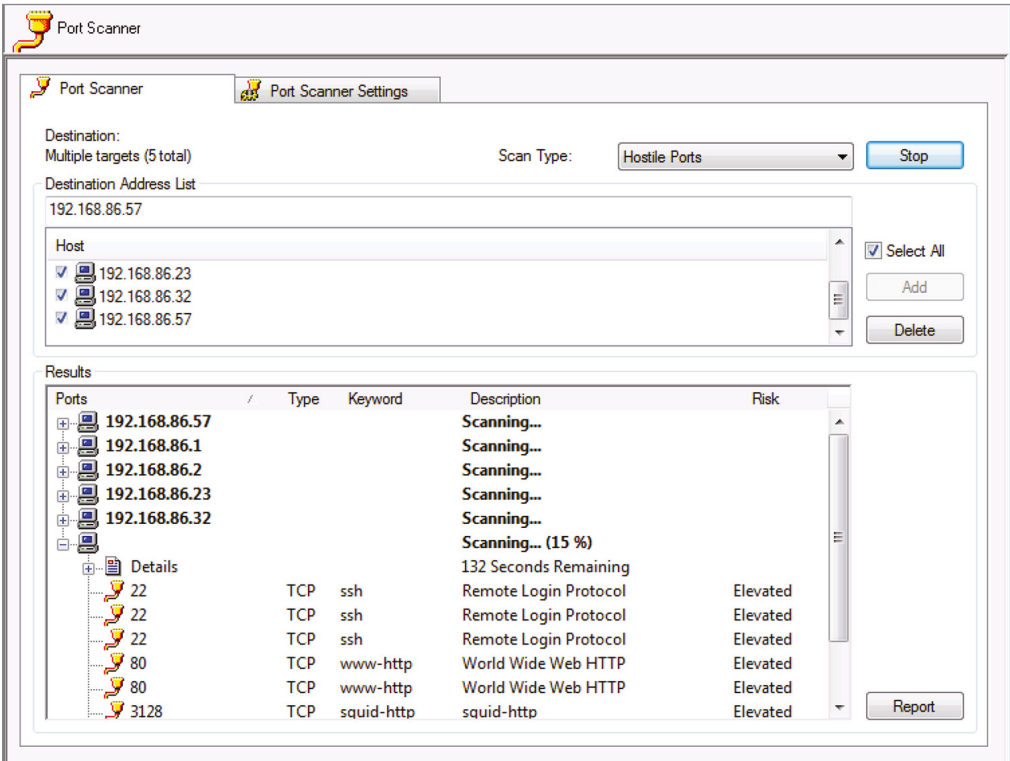 Port Scanner
Port Scanner Port Scanner Settings
Destination:
Multiple targets (5 total) Scan Type: Hostile Ports Stop
Destination Address List
192.168.86.57
Host
Select All
192.168.86.23
192.168.86.32
192.168.86.57
Add
Delete
Results
Ports / Type Keyword Description Risk
192.168.86.57 Scanning...
192.168.86.1 Scanning...
192.168.86.2 Scanning...
192.168.86.23 Scanning...
192.168.86.32 Scanning...
Scanning... (15 %)
Details 132 Seconds Remaining
22 TCP ssh Remote Login Protocol Elevated
22 TCP ssh Remote Login Protocol Elevated
22 TCP ssh Remote Login Protocol Elevated
80 TCP www-http World Wide Web HTTP Elevated
80 TCP www-http World Wide Web HTTP Elevated
3128 TCP squid-http squid-http Elevated
Report